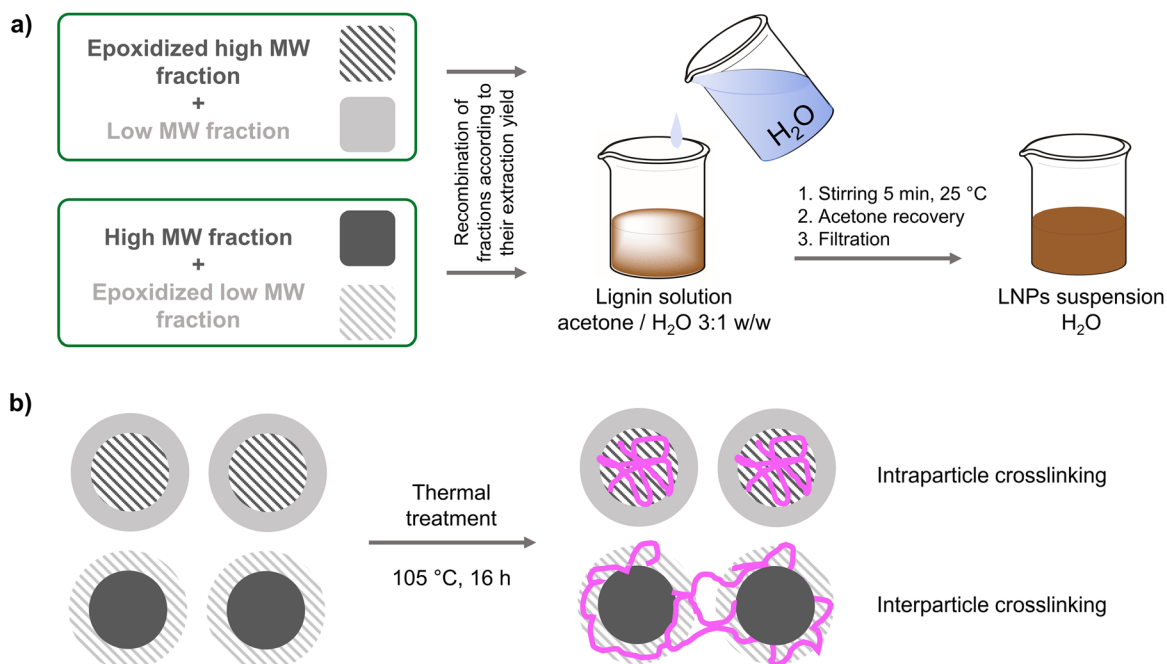 a)
Epoxidized high MW
fraction
+
Low MW fraction
High MW fraction
+
Epoxidized low MW
fraction
Recombination of
fractions according to
their extraction yield
H₂O
Lignin solution
acetone / H₂O 3:1 w/w
1. Stirring 5 min, 25 °C
2. Acetone recovery
3. Filtration
LNPs suspension
H₂O
b)
Thermal
treatment
105 °C, 16 h
Intraparticle crosslinking
Interparticle crosslinking